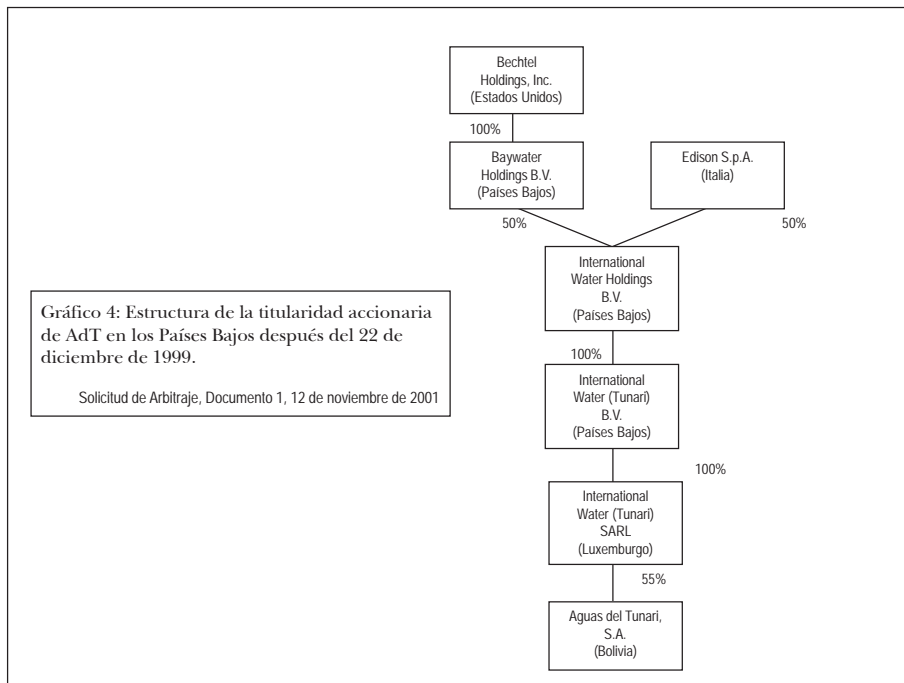 Bechtel
Holdings, Inc.
(Estados Unidos)
100%
Baywater
Holdings B.V.
(Países Bajos)
Edison S.p.A.
(Italia)
50%
50%
International
Water Holdings
B.V.
(Países Bajos)
Gráfico 4: Estructura de la titularidad accionaria
de AdT en los Países Bajos después del 22 de
diciembre de 1999.
Solicitud de Arbitraje, Documento 1, 12 de noviembre de 2001
100%
International
Water (Tunari)
B.V.
(Países Bajos)
100%
International
Water (Tunari)
SARL
(Luxemburgo)
55%
Aguas del Tunari,
S.A.
(Bolivia)